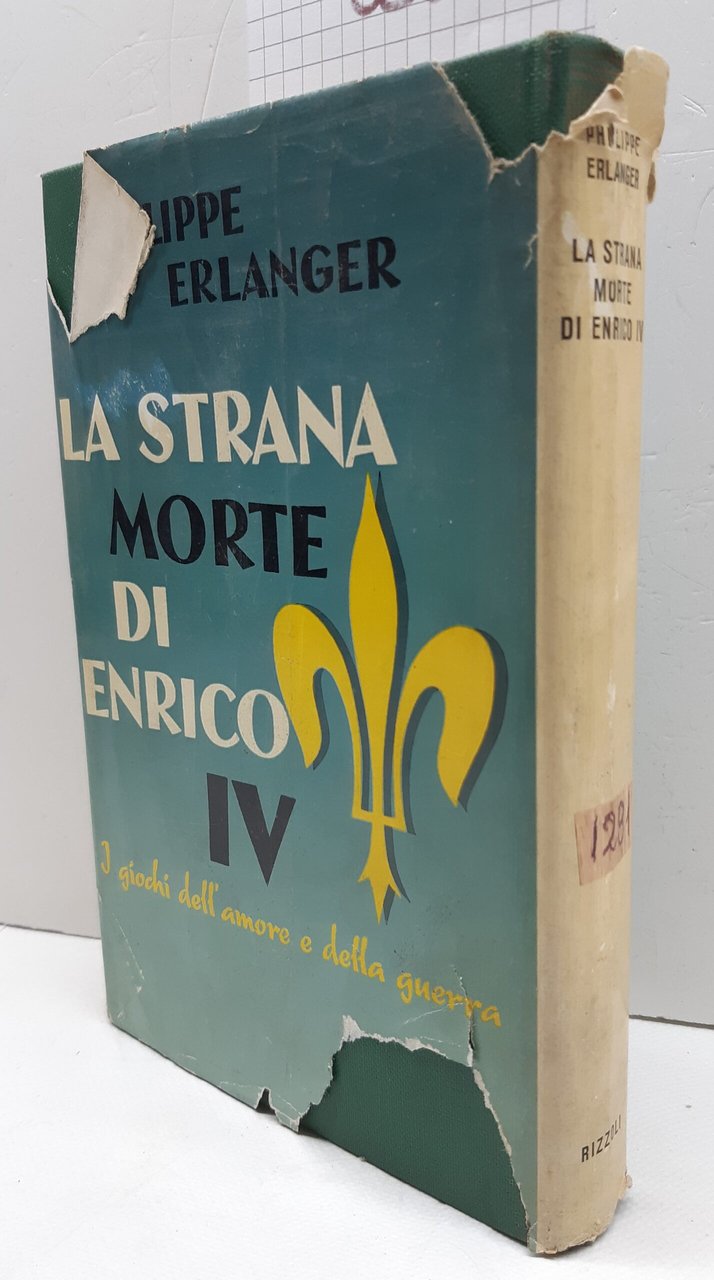 LIPPE
ERLANGER
LA STRANA
MORTE
DI
ENRICO
IV
I giochi dell'amore e della guerra
PHILIPPE
ERLANGER
LA STRANA
MORTE
DI ENRICO IV
1281
RIZZOLI